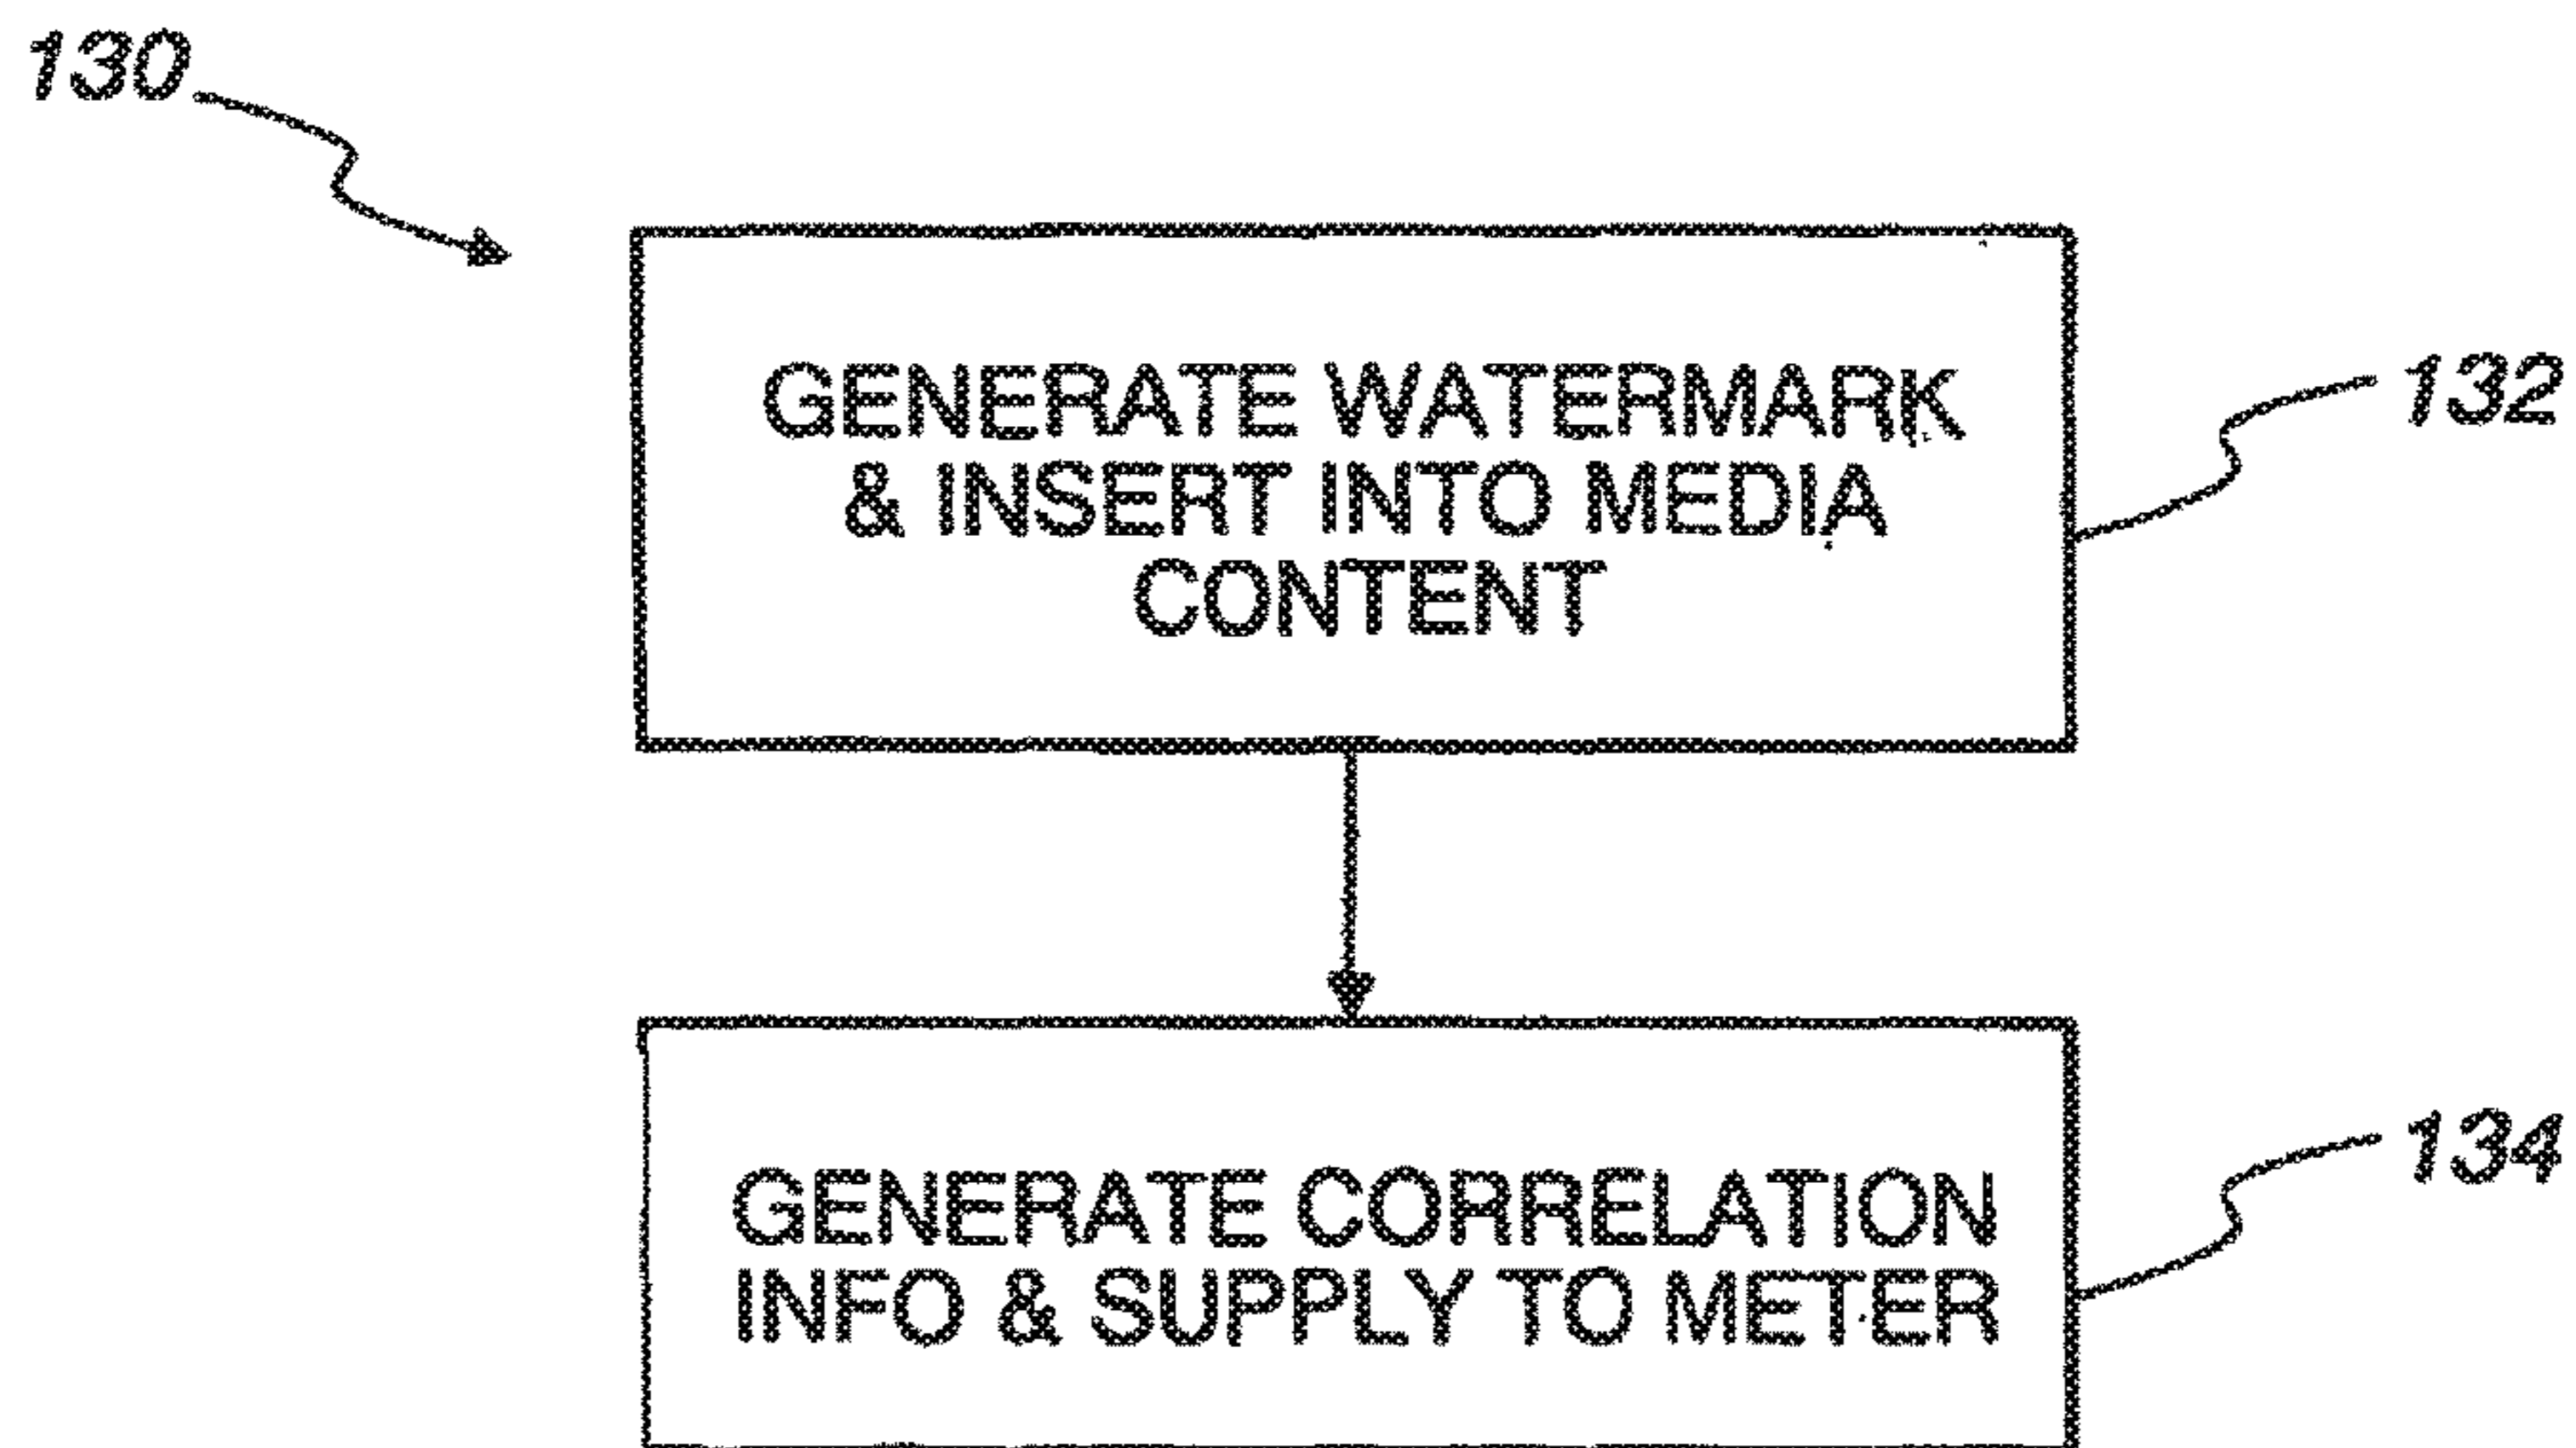 130
GENERATE WATERMARK
& INSERT INTO MEDIA
CONTENT
132
GENERATE CORRELATION
INFO & SUPPLY TO METER
134